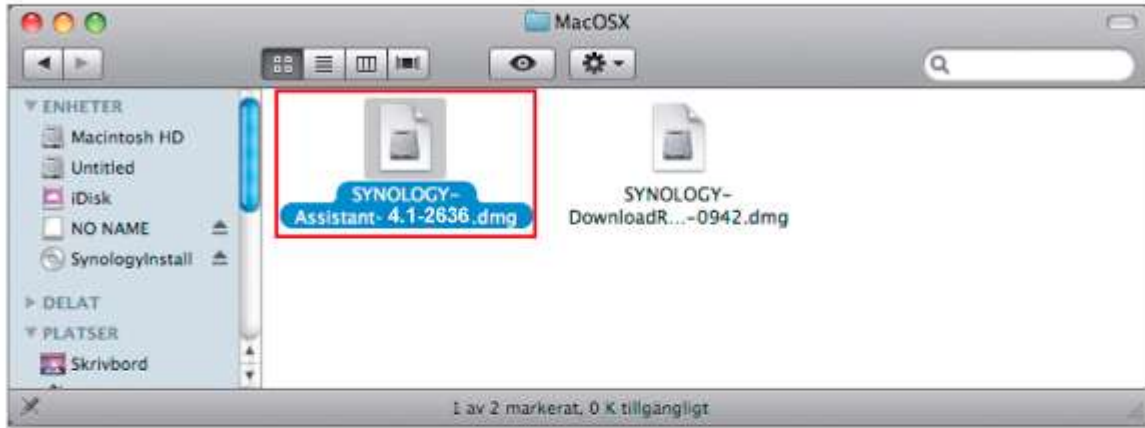 MacOSX
ENHETER
Macintosh HD
Untitled
iDisk
NO NAME
SynologyInstall
DELAT
PLATSER
Skrivbord
SYNOLOGY-
Assistant- 4.1-2636.dmg
SYNOLOGY-
DownloadR...-0942.dmg
1 av 2 markerat, 0 K tillgängligt